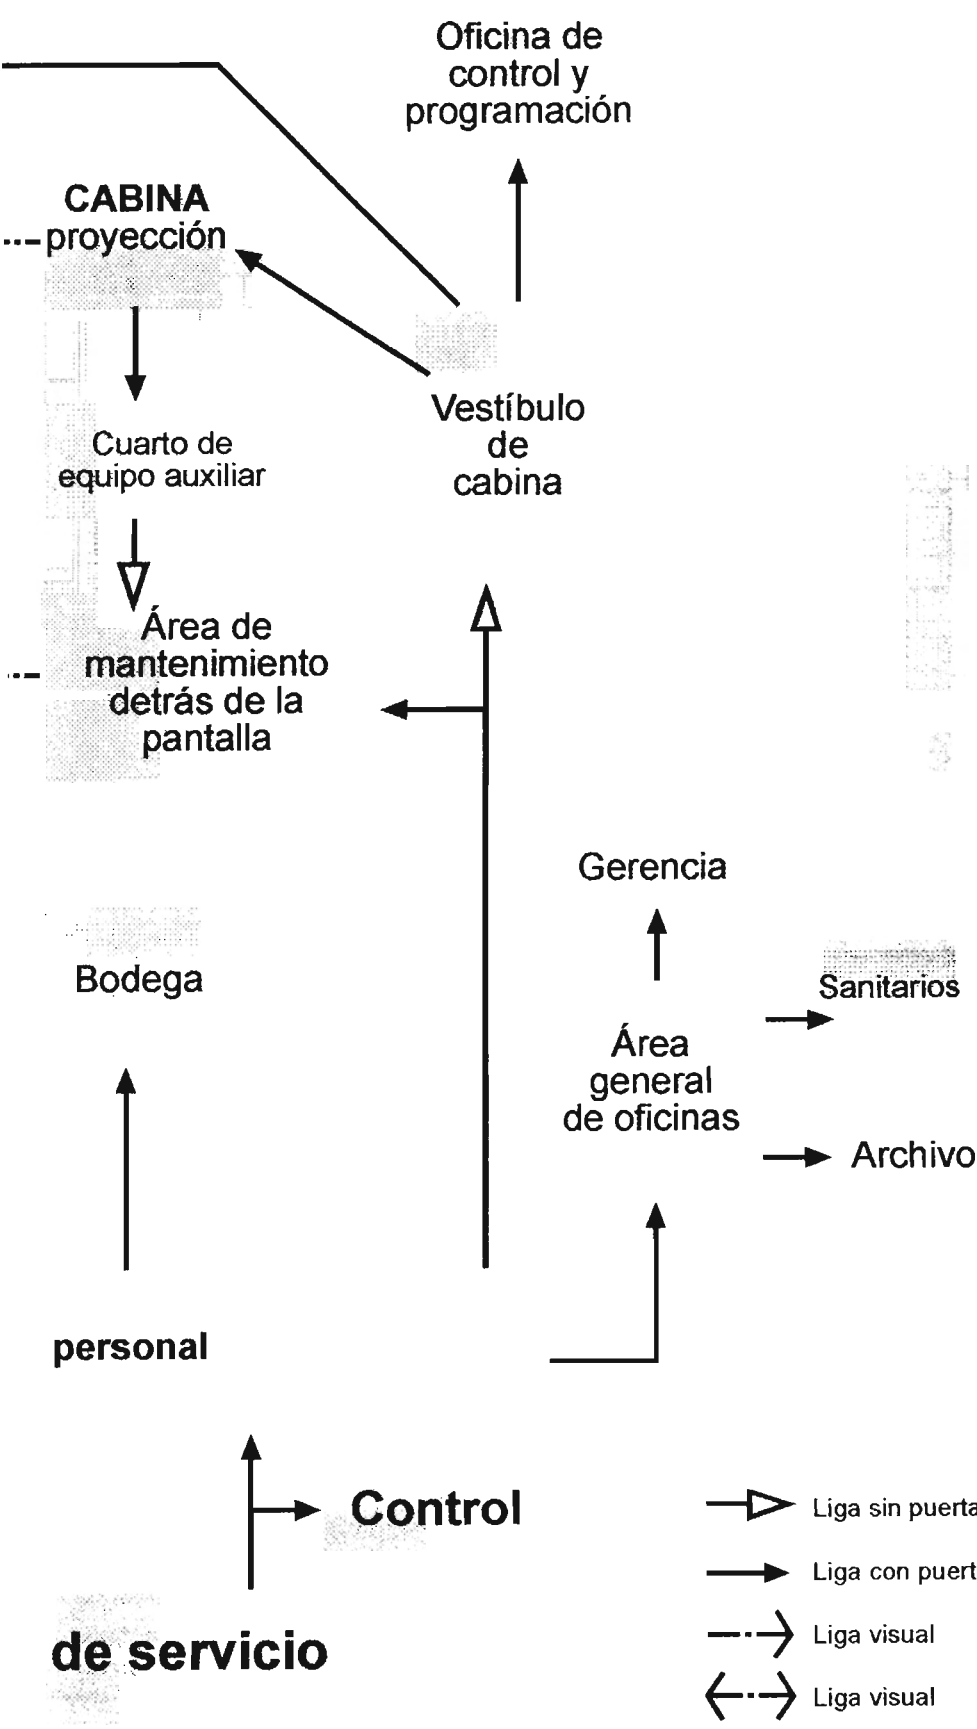 Oficina de
control y
programación
CABINA
proyección
Vestíbulo
de
cabina
Cuarto de
equipo auxiliar
Área de
mantenimiento
detrás de la
pantalla
Gerencia
Bodega
Sanitarios
Área
general
de oficinas
Archivo
personal
Control
de servicio
Liga sin puerta
Liga con puert
Liga visual
Liga visual